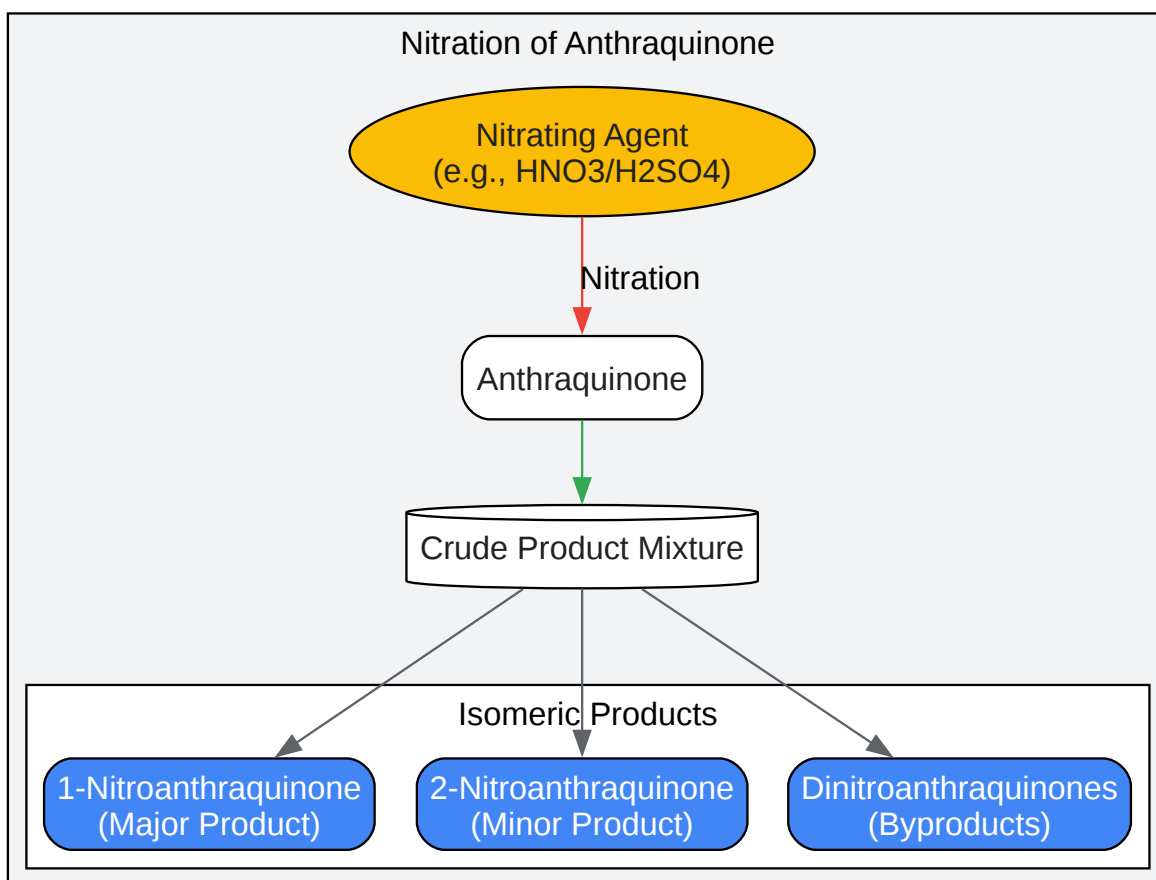 Nitration of Anthraquinone
Nitrating Agent
(e.g., HNO3/H2SO4)
Nitration
Anthraquinone
Crude Product Mixture
Isomeric Products
1-Nitroanthraquinone
(Major Product)
2-Nitroanthraquinone
(Minor Product)
Dinitroanthraquinones
(Byproducts)